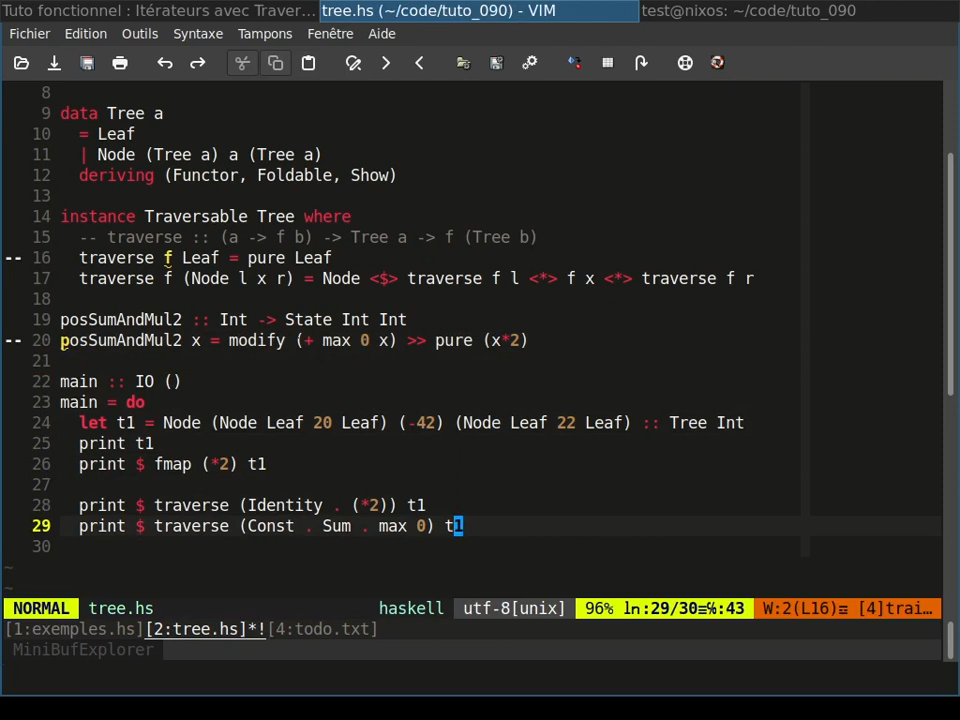 Tuto fonctionnel : Itérateurs avec Traver... tree.hs (~/code/tuto_090) - VIM test@nixos: ~/code/tuto_090
Fichier Edition Outils Syntaxe Tampons Fenêtre Aide
8
9 data Tree a
10 = Leaf
11 | Node (Tree a) a (Tree a)
12 deriving (Functor, Foldable, Show)
13
14 instance Traversable Tree where
15 -- traverse :: (a -> f b) -> Tree a -> f (Tree b)
-- 16 traverse f Leaf = pure Leaf
17 traverse f (Node l x r) = Node <$> traverse f l <*> f x <*> traverse f r
18
19 posSumAndMul2 :: Int -> State Int Int
-- 20 posSumAndMul2 x = modify (+ max 0 x) >> pure (x*2)
21
22 main :: IO ()
23 main = do
24 let t1 = Node (Node Leaf 20 Leaf) (-42) (Node Leaf 22 Leaf) :: Tree Int
25 print t1
26 print $ fmap (*2) t1
27
28 print $ traverse (Identity . (*2)) t1
29 print $ traverse (Const . Sum . max 0) t1
30
~
~
NORMAL tree.hs haskell utf-8[unix] 96% ln:29/30≡℅:43 W:2(L16)☲ [4]trai...
[1:exemples.hs][2:tree.hs]*![4:todo.txt]
MiniBufExplorer